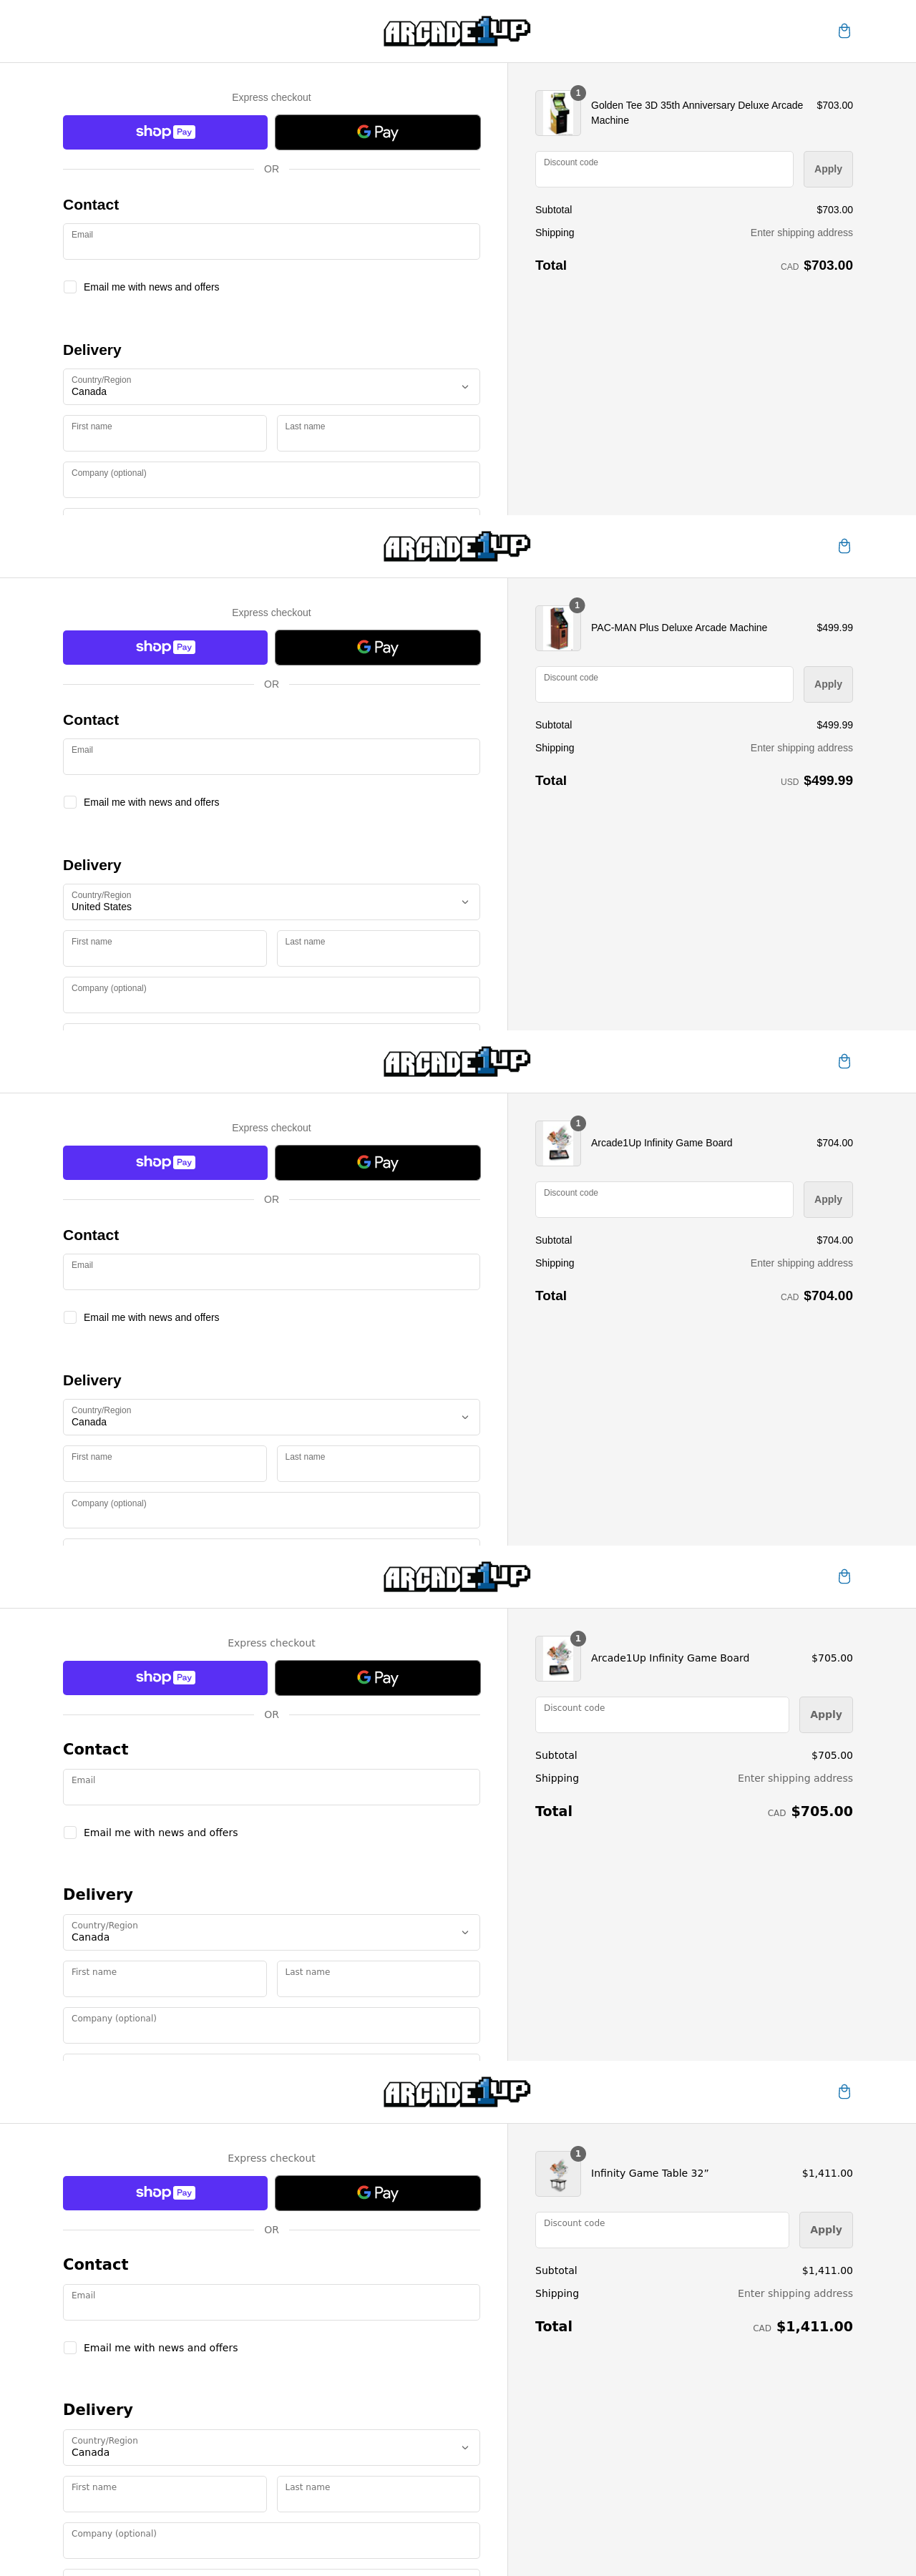 ARCADE1UP
Express checkout
shop Pay
G Pay
OR
Contact
Email
Email me with news and offers
Delivery
Country/Region
Canada
First name
Last name
Company (optional)
1
Golden Tee 3D 35th Anniversary Deluxe Arcade
Machine
$703.00
Discount code
Apply
Subtotal
$703.00
Shipping
Enter shipping address
Total
CAD $703.00
ARCADE1UP
Express checkout
shop Pay
G Pay
OR
Contact
Email
Email me with news and offers
Delivery
Country/Region
United States
First name
Last name
Company (optional)
1
PAC-MAN Plus Deluxe Arcade Machine
$499.99
Discount code
Apply
Subtotal
$499.99
Shipping
Enter shipping address
Total
USD $499.99
ARCADE1UP
Express checkout
shop Pay
G Pay
OR
Contact
Email
Email me with news and offers
Delivery
Country/Region
Canada
First name
Last name
Company (optional)
1
Arcade1Up Infinity Game Board
$704.00
Discount code
Apply
Subtotal
$704.00
Shipping
Enter shipping address
Total
CAD $704.00
ARCADE1UP
Express checkout
shop Pay
G Pay
OR
Contact
Email
Email me with news and offers
Delivery
Country/Region
Canada
First name
Last name
Company (optional)
1
Arcade1Up Infinity Game Board
$705.00
Discount code
Apply
Subtotal
$705.00
Shipping
Enter shipping address
Total
CAD $705.00
ARCADE1UP
Express checkout
shop Pay
G Pay
OR
Contact
Email
Email me with news and offers
Delivery
Country/Region
Canada
First name
Last name
Company (optional)
1
Infinity Game Table 32”
$1,411.00
Discount code
Apply
Subtotal
$1,411.00
Shipping
Enter shipping address
Total
CAD $1,411.00